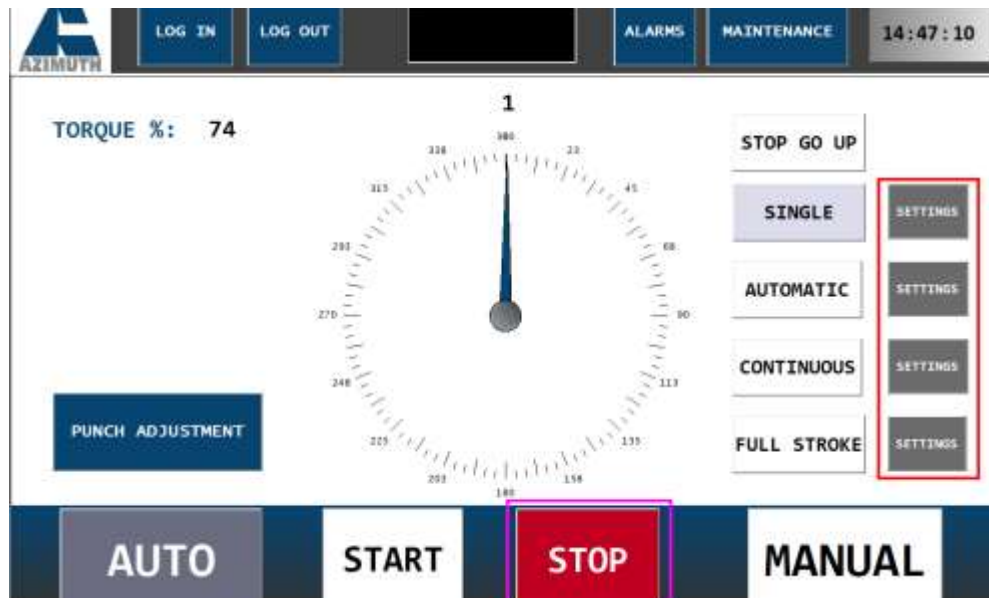 LOG IN LOG OUT ALARMS MAINTENANCE 14:47:10
AZIMUTH
TORQUE %: 74
1
STOP GO UP
SINGLE SETTINGS
AUTOMATIC SETTINGS
CONTINUOUS SETTINGS
FULL STROKE SETTINGS
23
45
68
90
113
135
158
180
203
225
248
270
293
315
338
PUNCH ADJUSTMENT
AUTO START STOP MANUAL